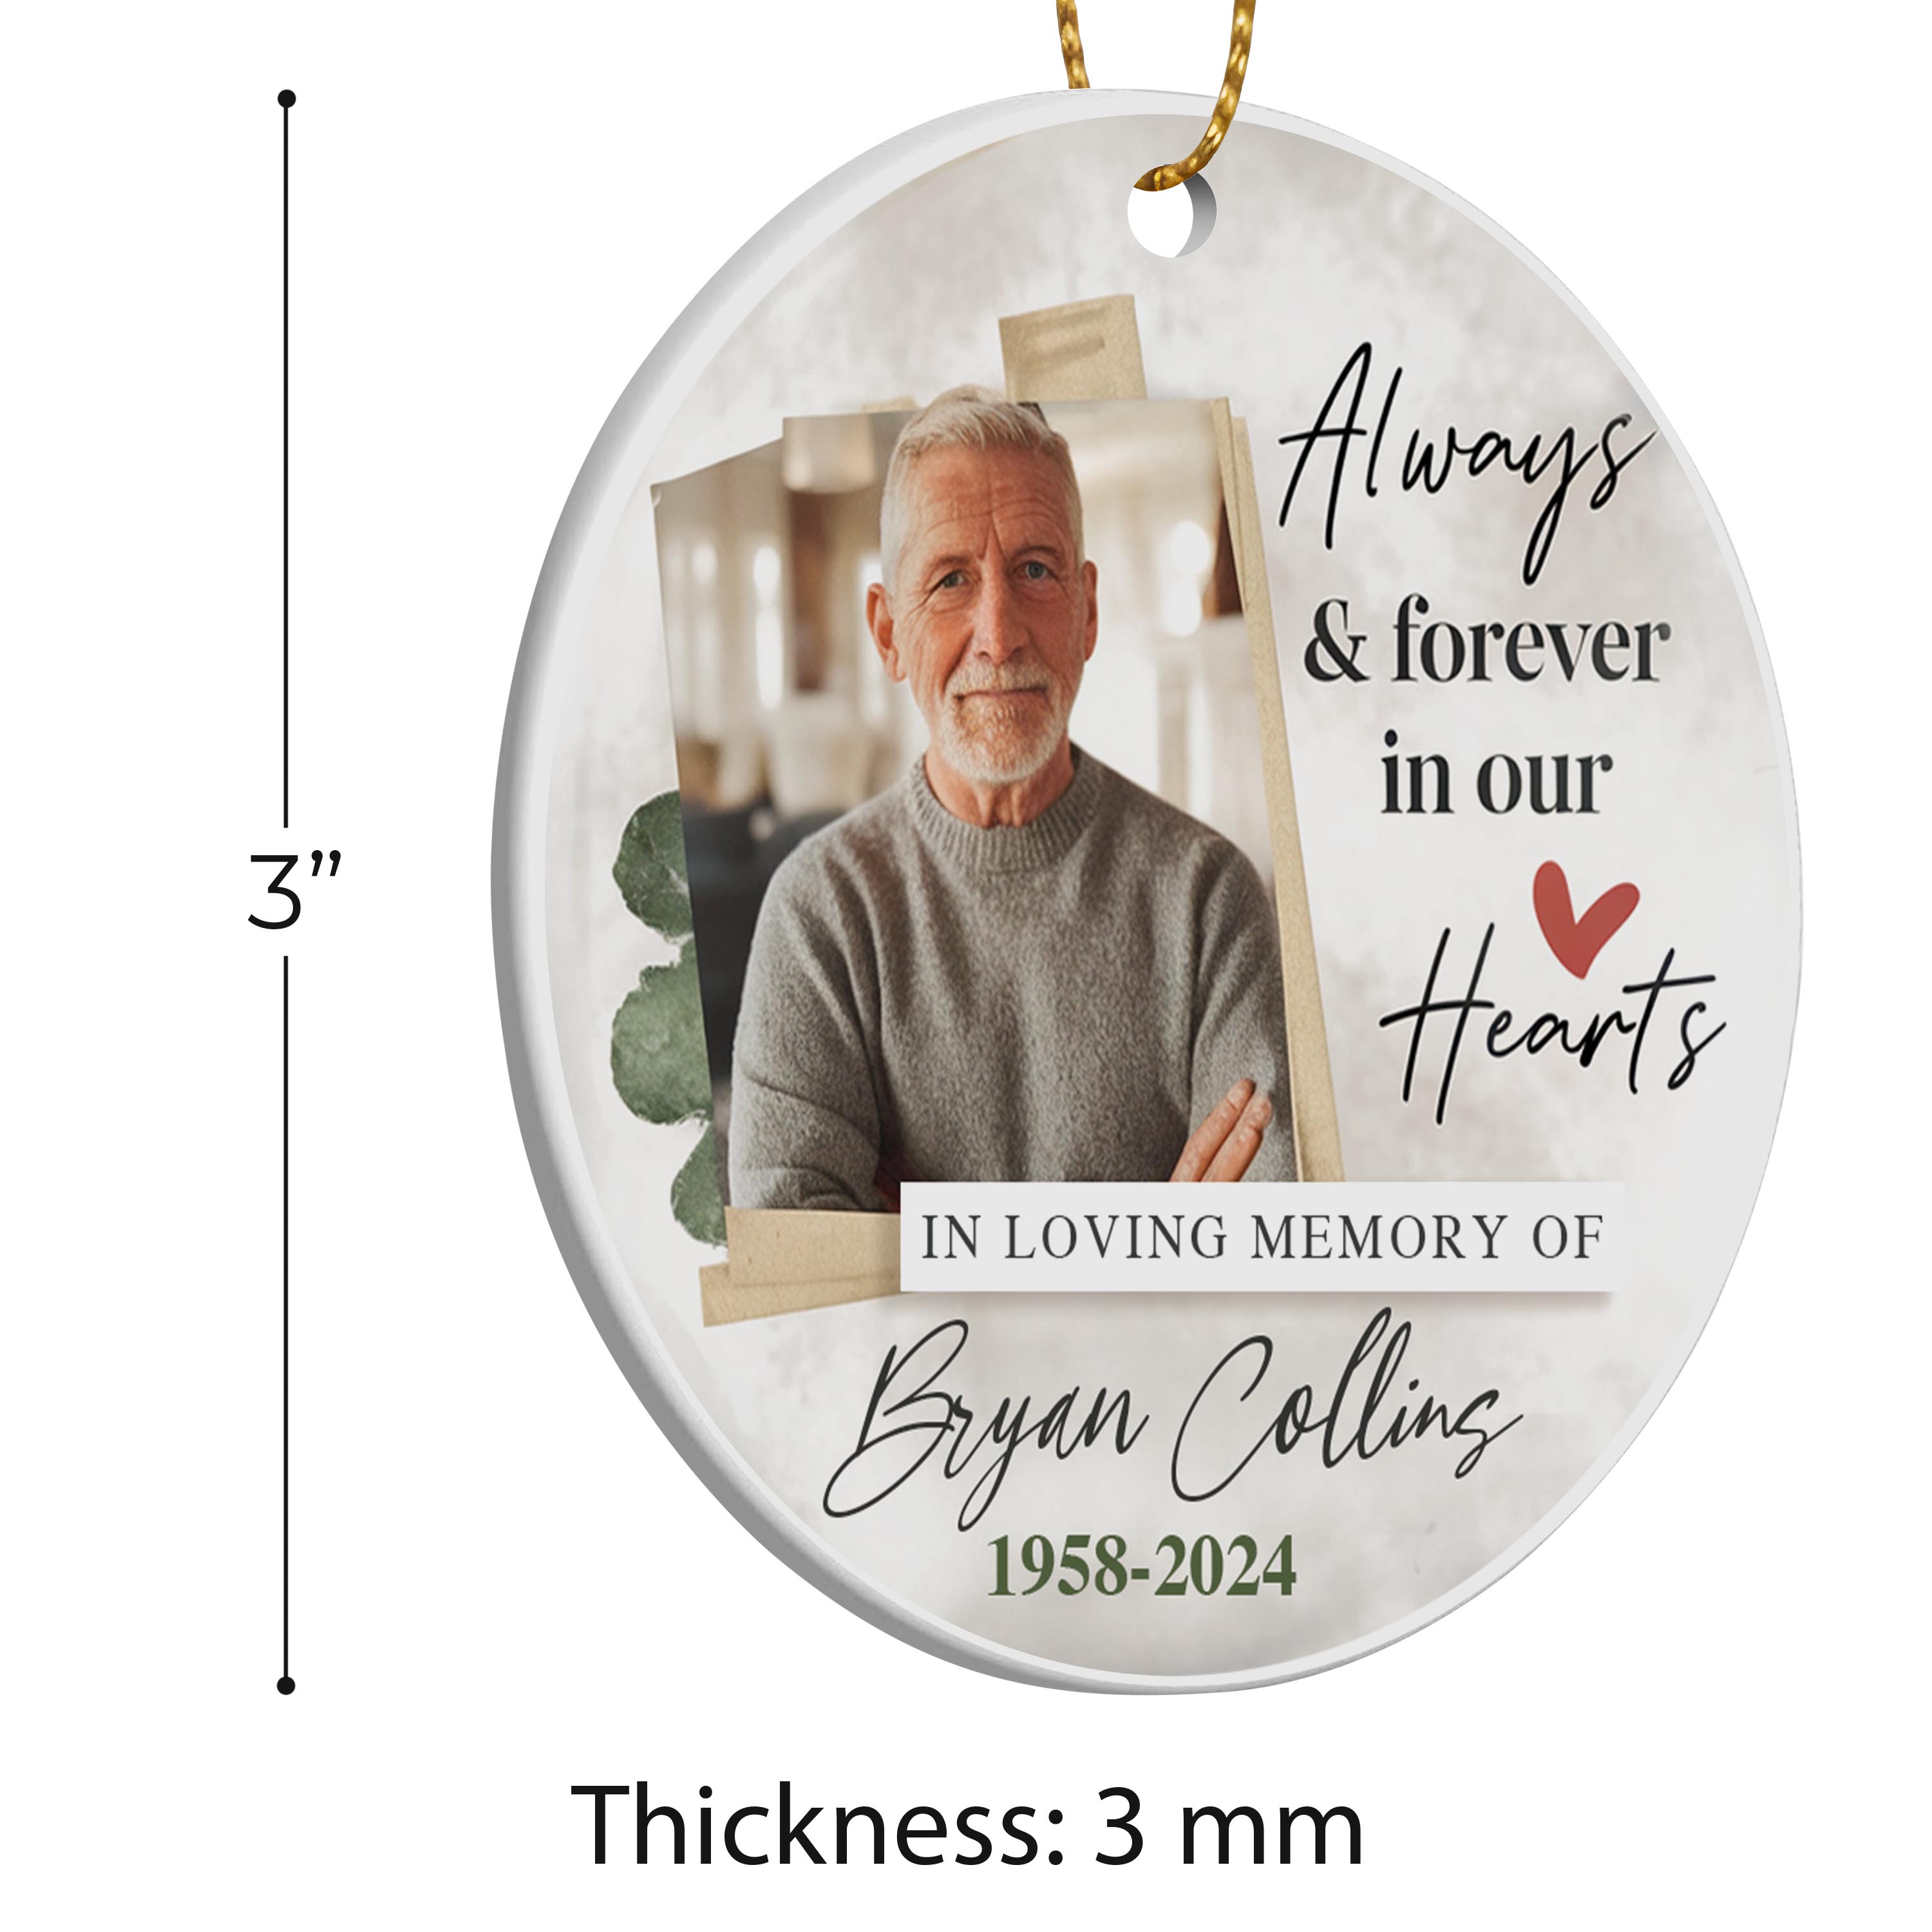 Always
& forever
in our
Hearts
3”
IN LOVING MEMORY OF
Bryan Collins
1958-2024
Thickness: 3 mm